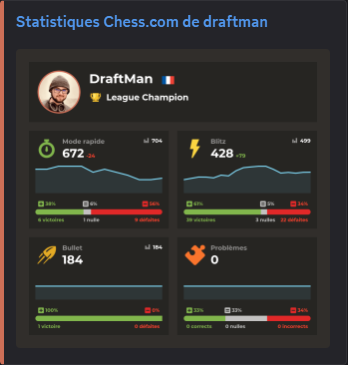 Statistiques Chess.com de draftman
DraftMan
League Champion
Mode rapide 704
672 -24
38% 6% 56%
6 victoires 1 nulle 9 défaites
Blitz 499
428 +79
61% 5% 34%
39 victoires 3 nulles 22 défaites
Bullet 184
184
100% 0%
1 victoire 0 défaites
Problèmes
0
33% 33% 34%
0 corrects 0 nulles 0 incorrects